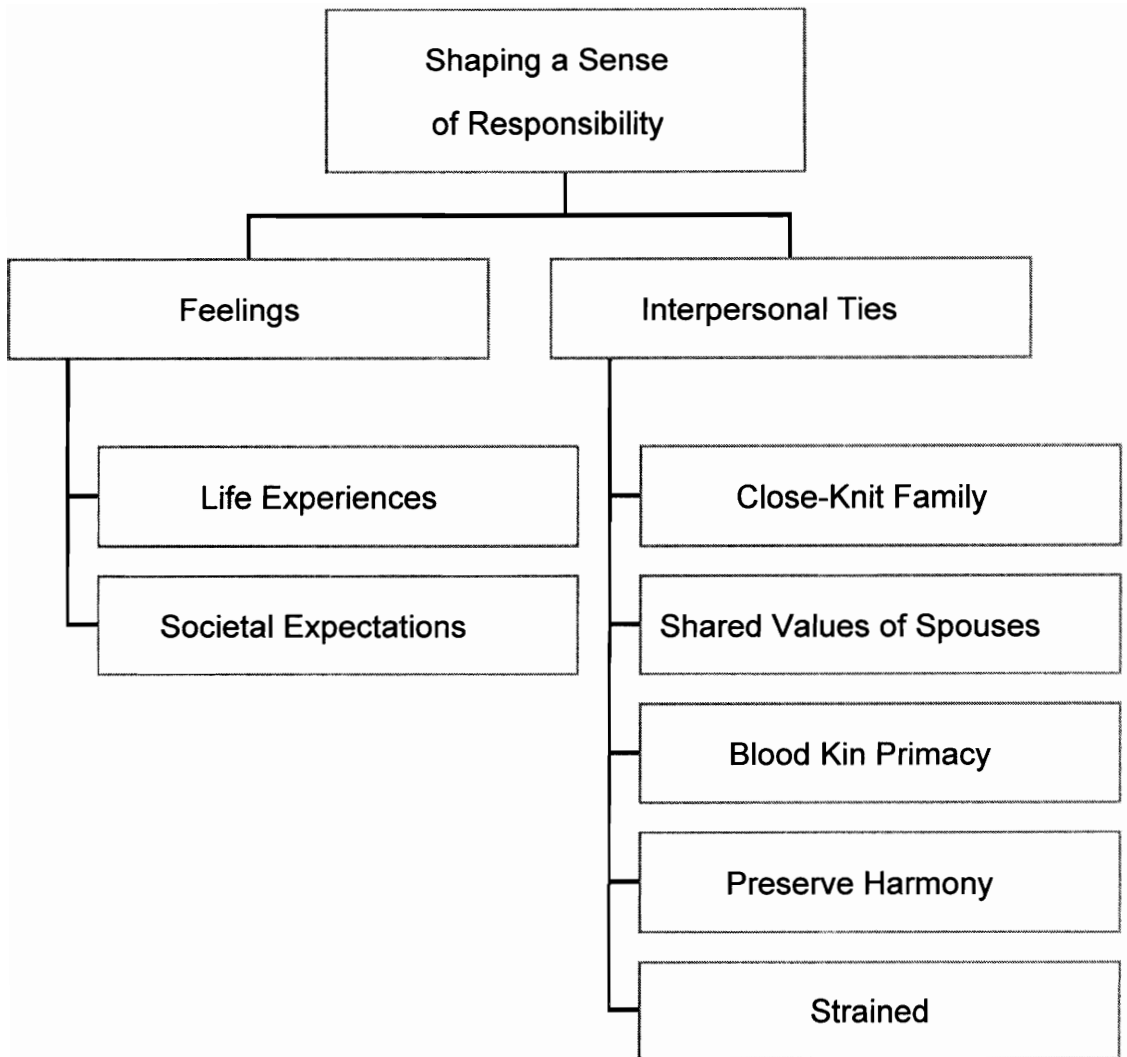 Shaping a Sense
of Responsibility
Feelings
Interpersonal Ties
Life Experiences
Societal Expectations
Close-Knit Family
Shared Values of Spouses
Blood Kin Primacy
Preserve Harmony
Strained